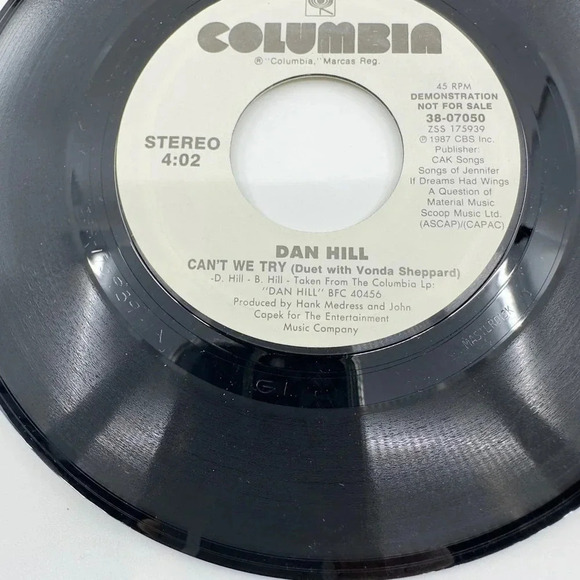 COLUMBIA
® "Columbia," Marcas Reg.
STEREO
4:02
45 RPM
DEMONSTRATION
NOT FOR SALE
38-07050
ZSS 175939
℗ 1987 CBS Inc.
Publisher:
CAK Songs
Songs of Jennifer
If Dreams Had Wings
A Question of
Material Music
Scoop Music Ltd.
(ASCAP)/(CAPAC)
DAN HILL
CAN'T WE TRY (Duet with Vonda Sheppard)
-D. Hill - B. Hill - Taken From The Columbia Lp:
"DAN HILL" BFC 40456
Produced by Hank Medress and John
Capek for The Entertainment
Music Company
G1